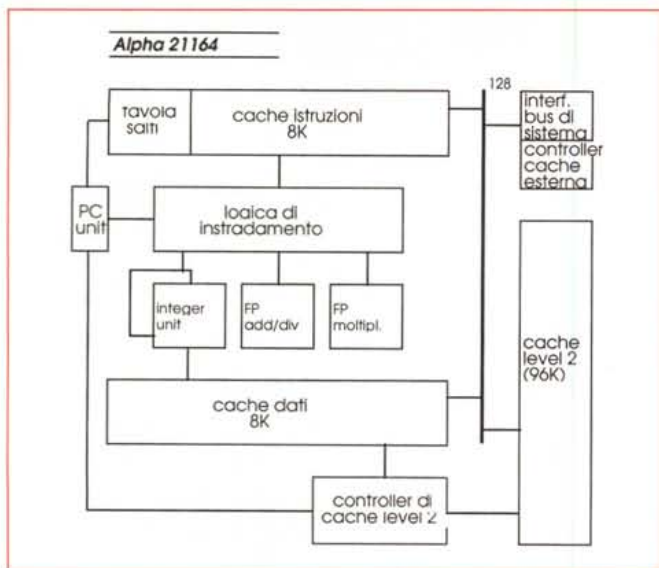 Alpha 21164
128
tavola
salti
cache istruzioni
8K
interf.
bus di
sistema
controller
cache
esterna
PC
unit
logica di
instradamento
integer
unit
FP
add/div
FP
moltipl.
cache
level 2
(96K)
cache dati
8K
controller di
cache level 2